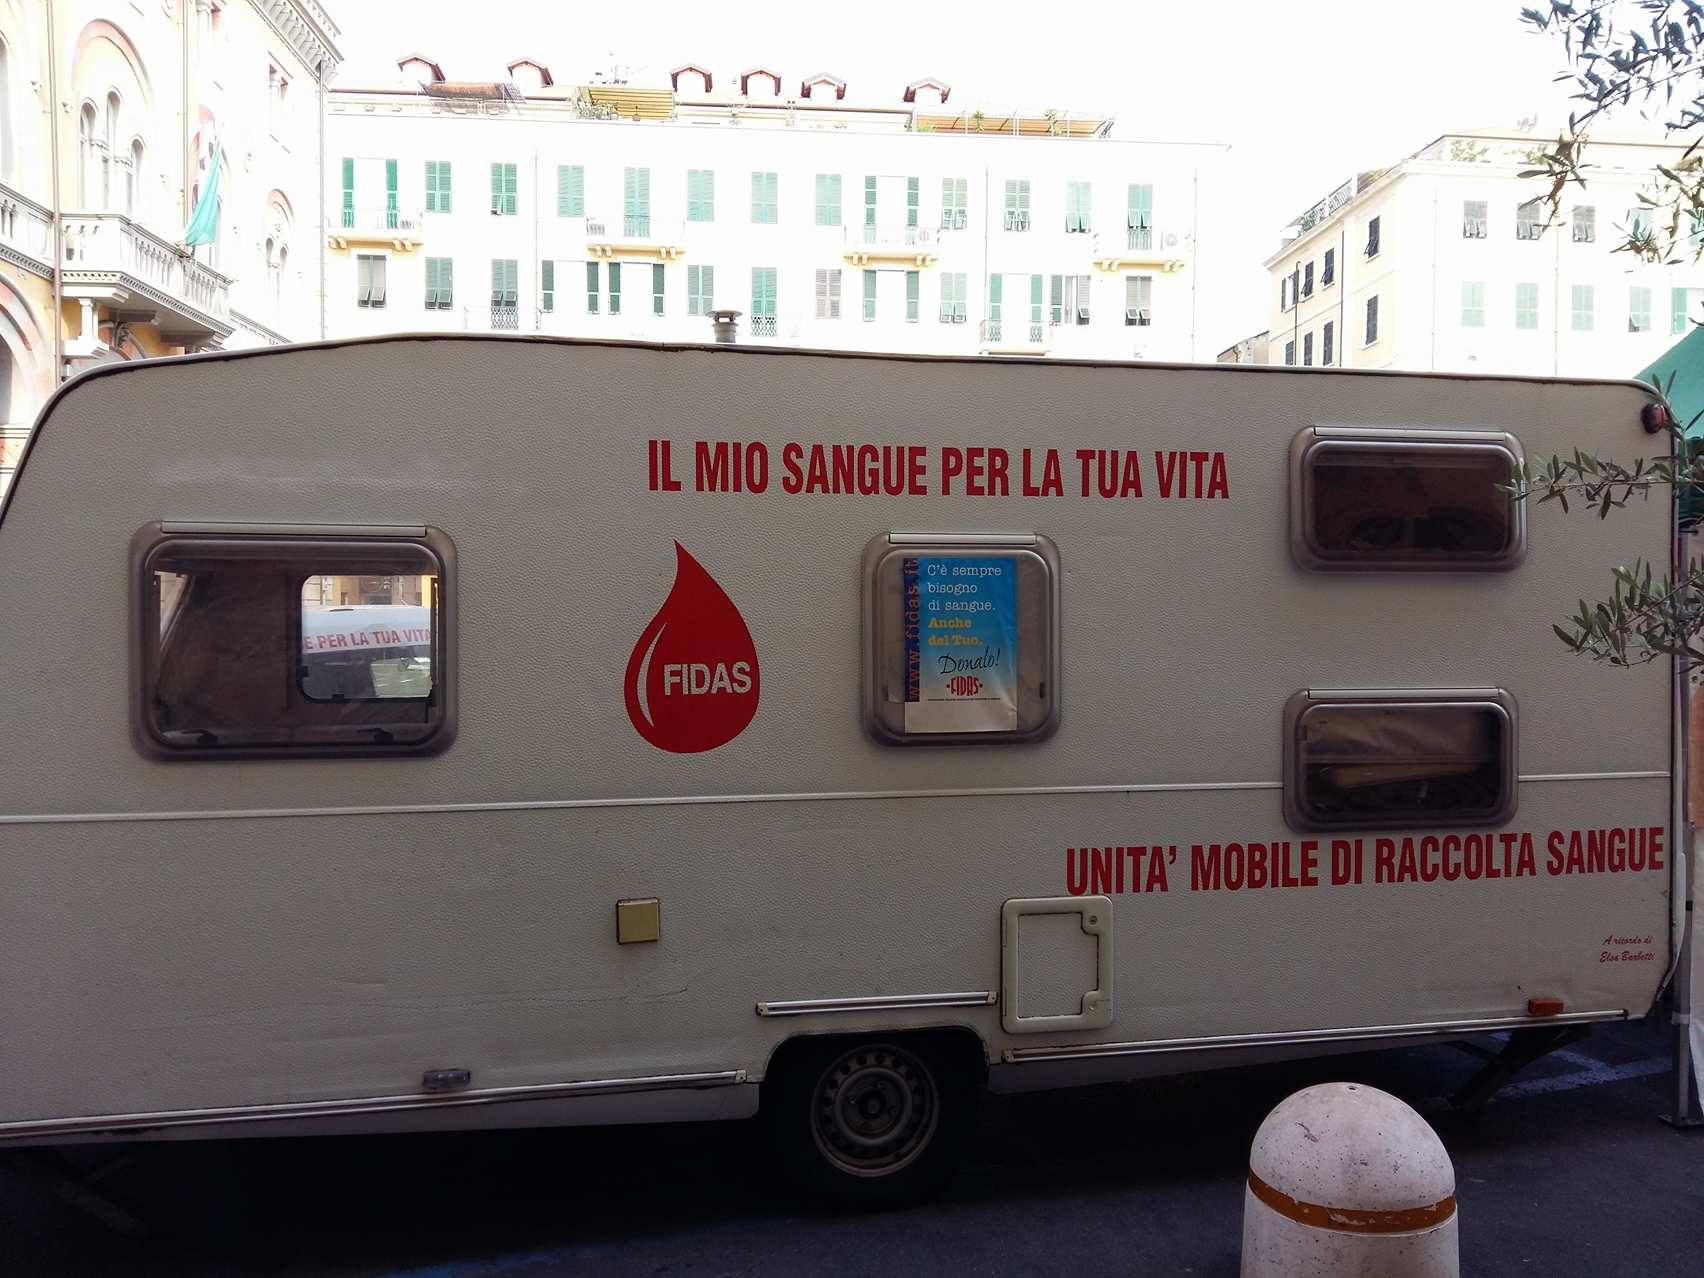 IL MIO SANGUE PER LA TUA VITA
FIDAS
www.fidas.it
C'è sempre
bisogno
di sangue.
Anche
del Tuo.
Donalo!
FIDAS
E PER LA TUA VITA
UNITA' MOBILE DI RACCOLTA SANGUE
A ricordo di
Elsa Barbetti